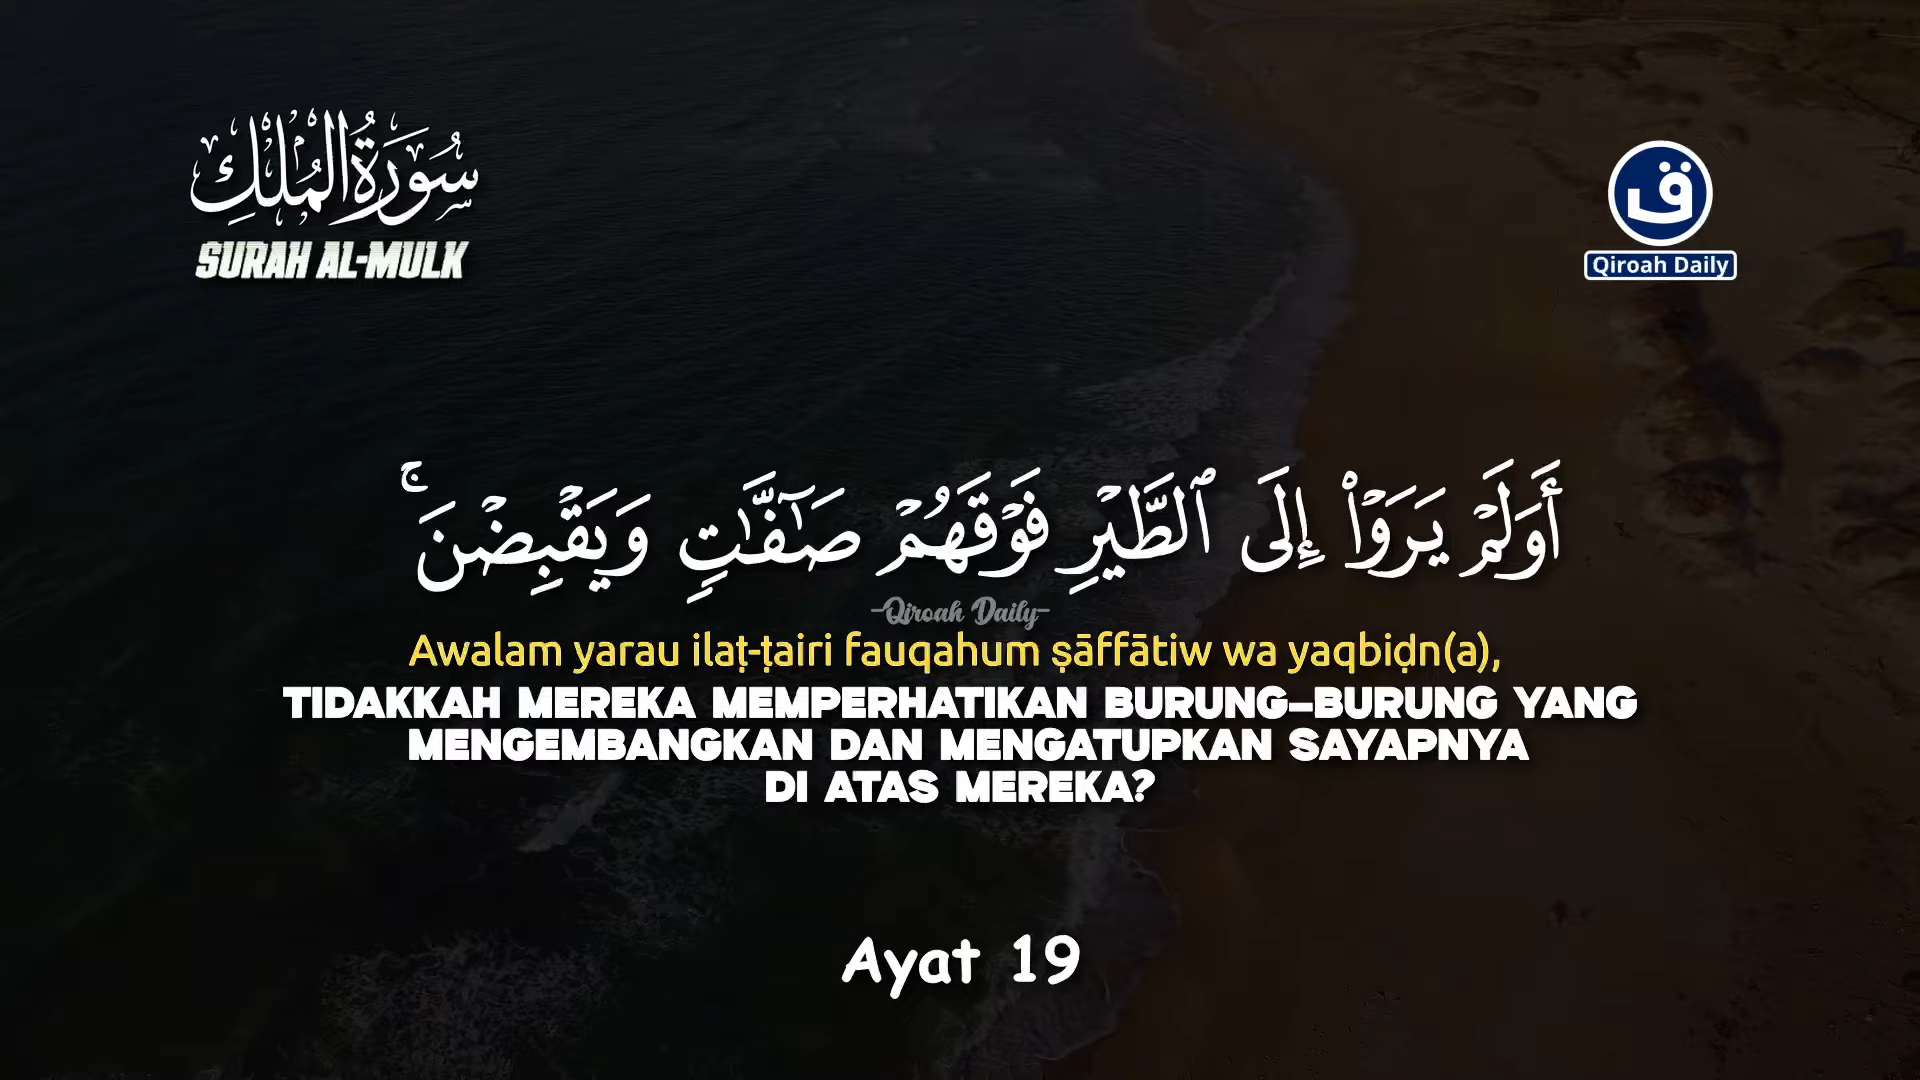 سُورَةُ الْمُلْكِ
SURAH AL-MULK
ق
Qiroah Daily
أَوَلَمْ يَرَوْا۟ إِلَى ٱلطَّيْرِ فَوْقَهُمْ صَـٰٓفَّـٰتٍ وَيَقْبِضْنَ ۚ
-Qiroah Daily-
Awalam yarau ilaṭ-ṭairi fauqahum ṣāffātiw wa yaqbiḍn(a),
TIDAKKAH MEREKA MEMPERHATIKAN BURUNG-BURUNG YANG
MENGEMBANGKAN DAN MENGATUPKAN SAYAPNYA
DI ATAS MEREKA?
Ayat 19